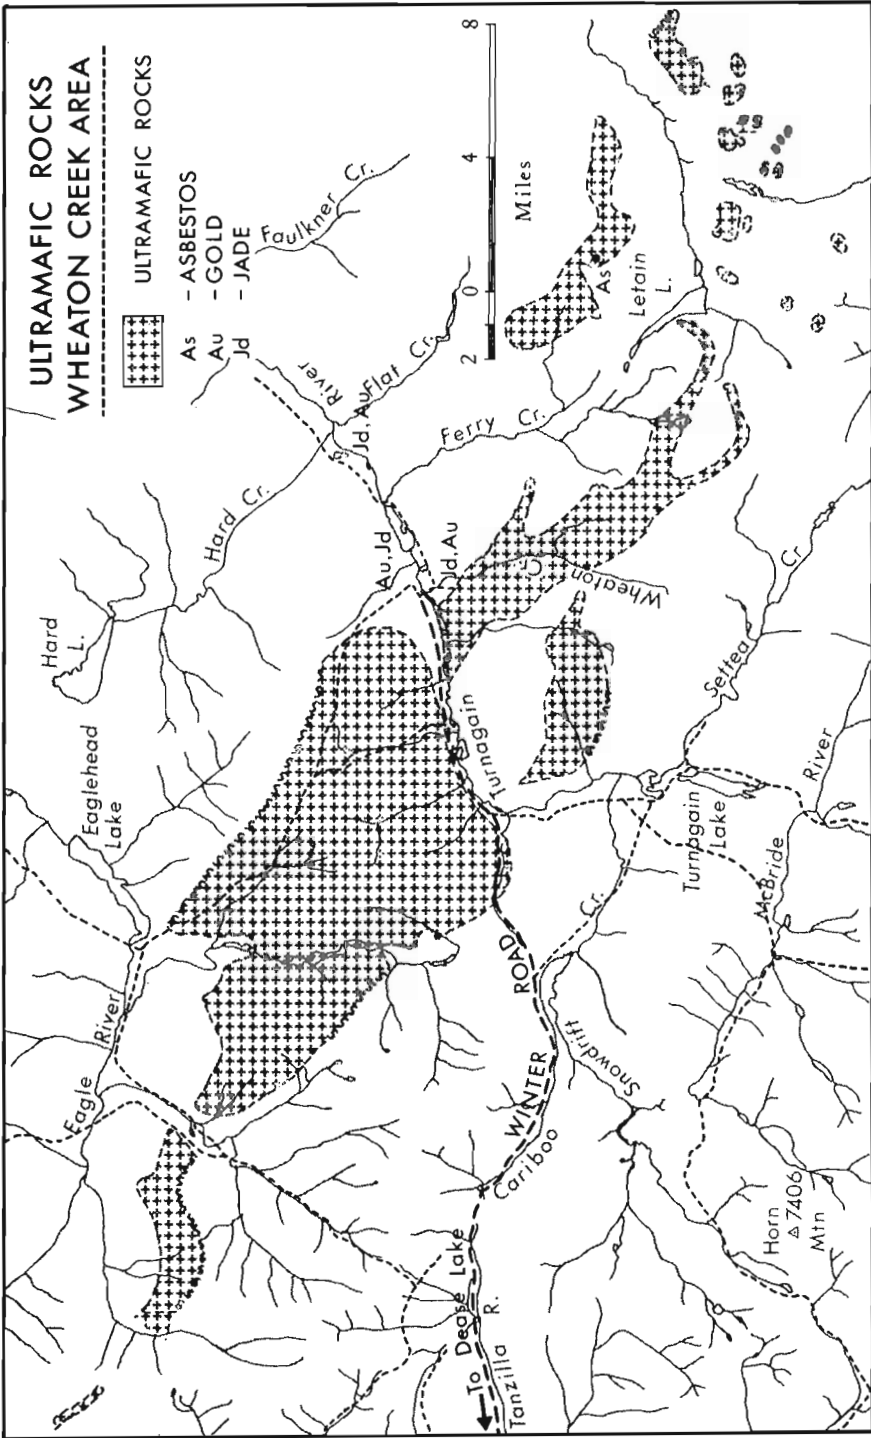 ULTRAMAFIC ROCKS
WHEATON CREEK AREA
ULTRAMAFIC ROCKS
As - ASBESTOS
Au - GOLD
Jd - JADE
Faulkner Cr.
River
Flat Cr.
Jd, Au
Hard Cr.
Hard
L.
Eaglehead
Lake
Eagle River
Au, Jd
Jd, Au
Ferry Cr.
2 0 4 8
Miles
As
Letain
L.
Wheaton Cr.
Turnagain
Settea Cr.
Turnagain
Lake
McBride River
WINTER ROAD
Cariboo
Snowdrift Cr.
To Dease Lake
Tanzilla R.
Horn
△7406
Mtn